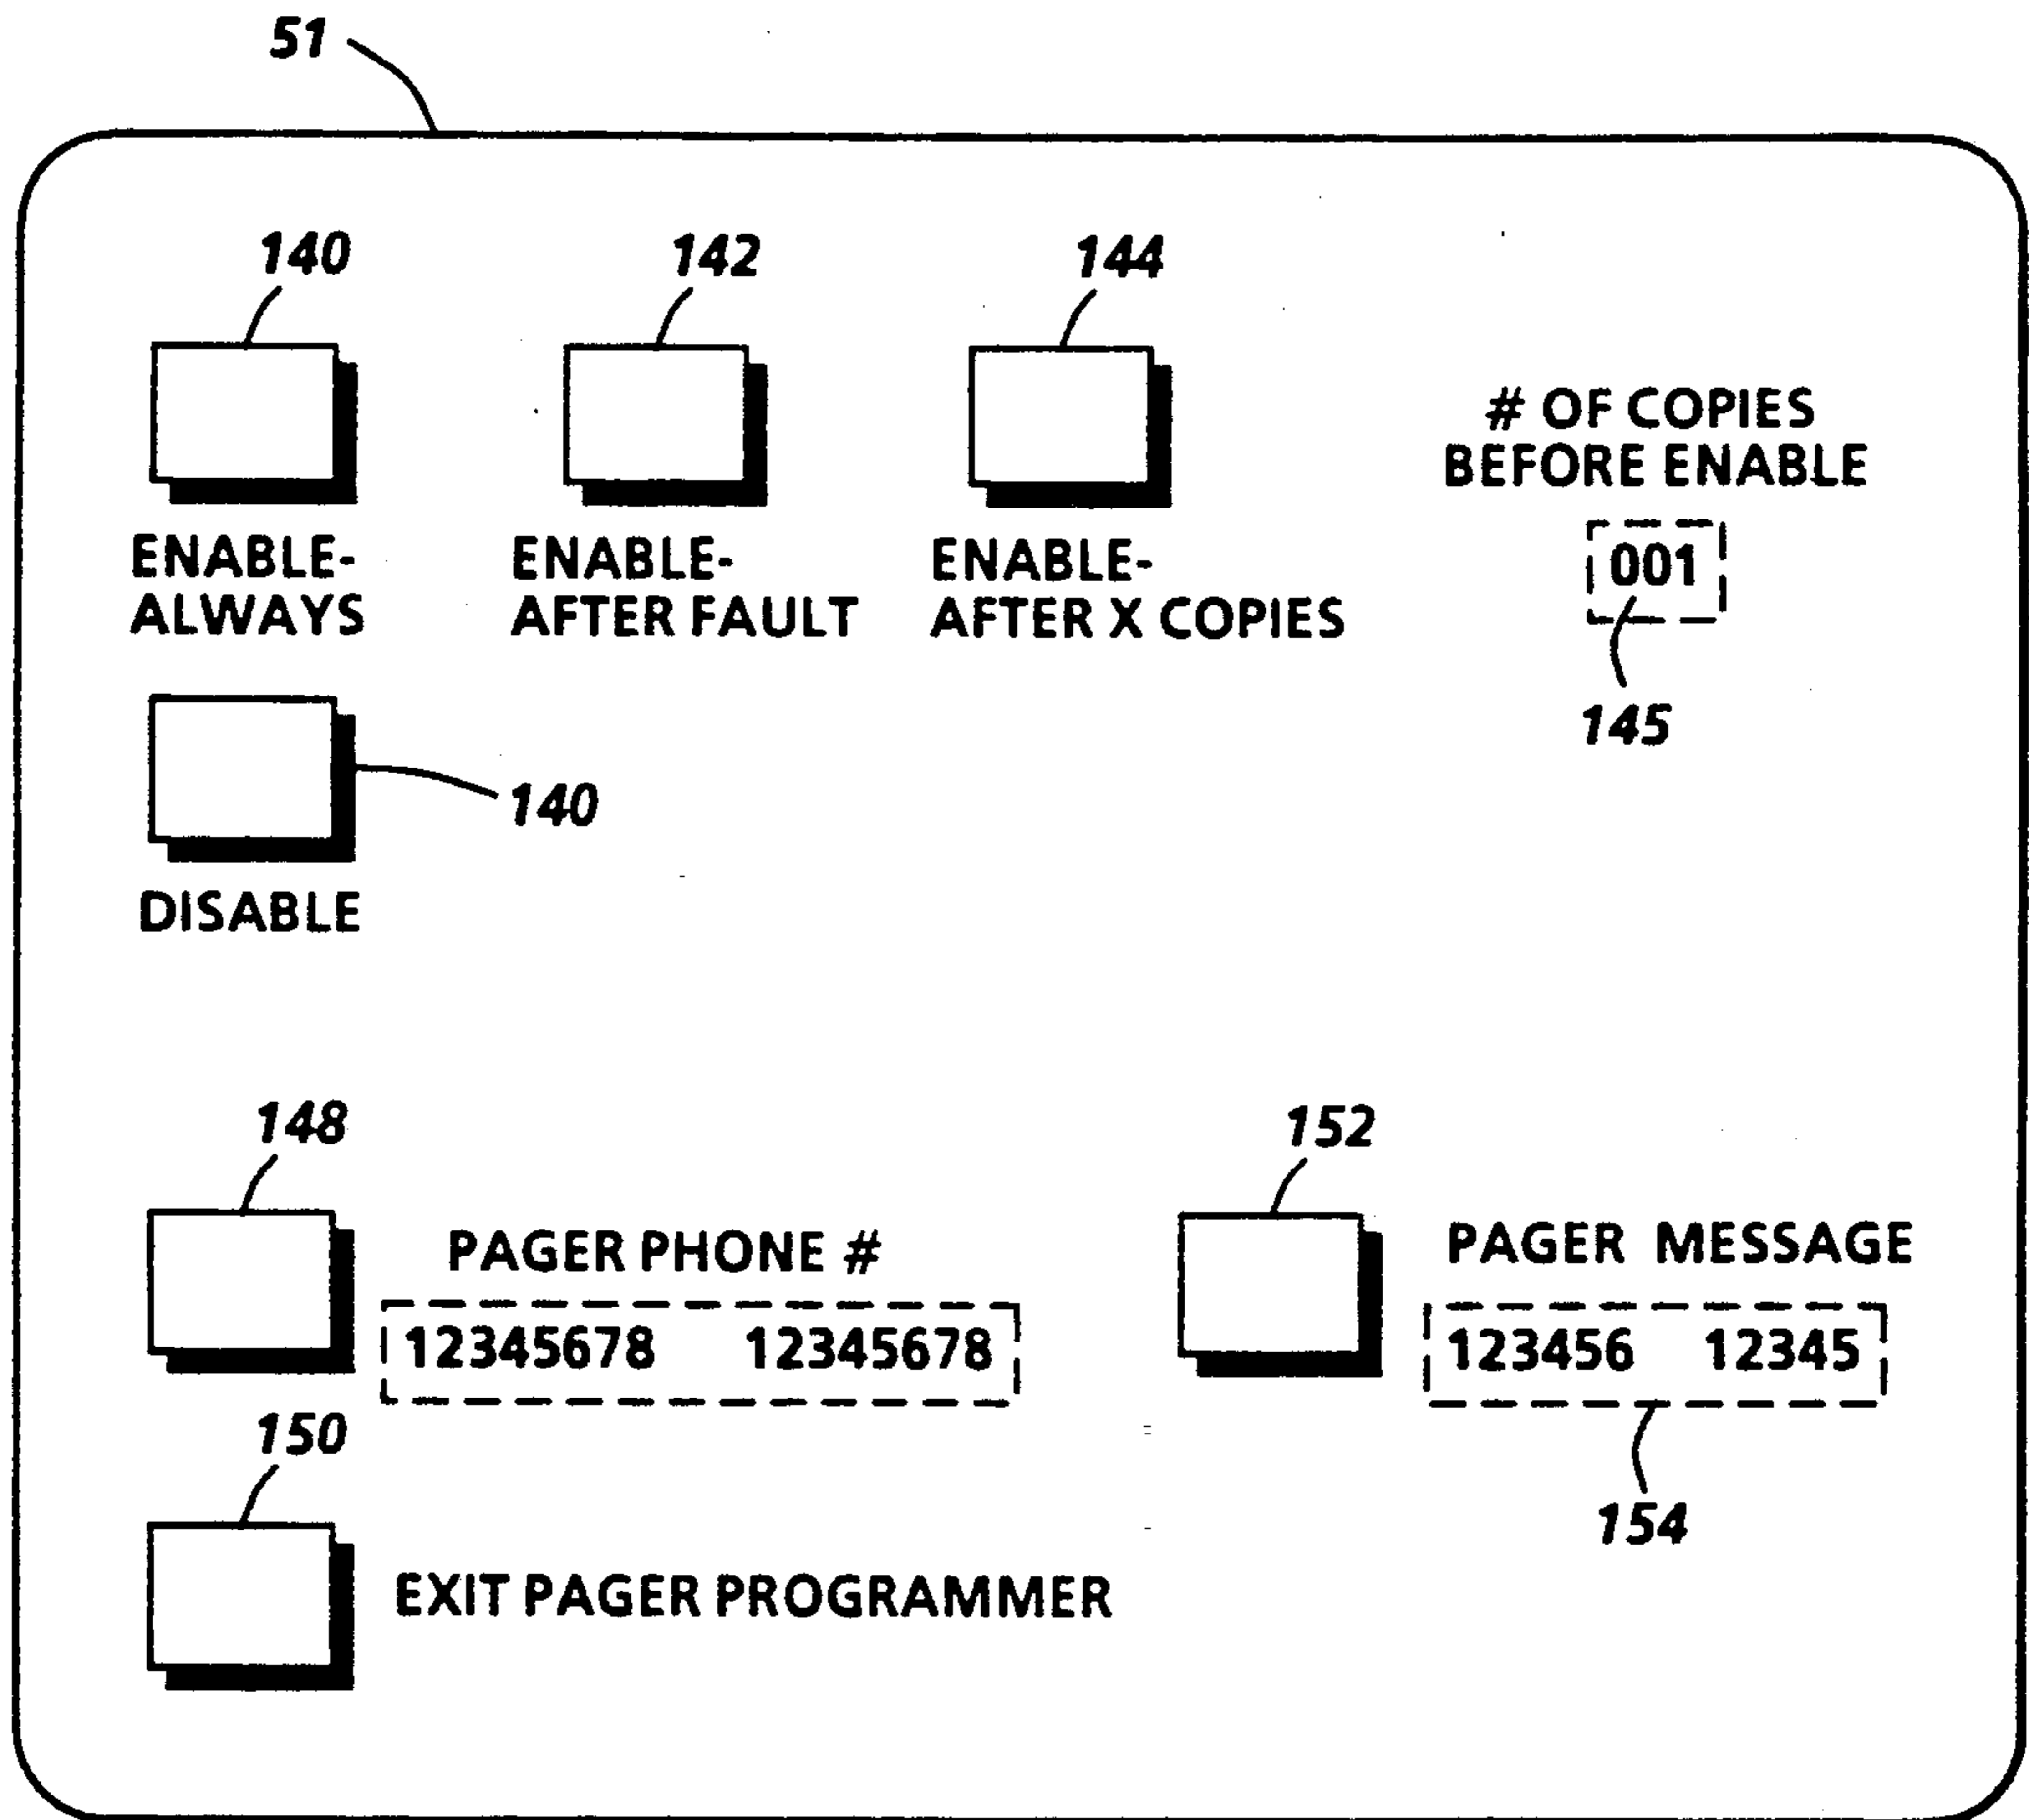 51
140
142
144
# OF COPIES
BEFORE ENABLE
001
145
ENABLE-
ALWAYS
ENABLE-
AFTER FAULT
ENABLE-
AFTER X COPIES
140
DISABLE
148
PAGER PHONE #
12345678 12345678
152
PAGER MESSAGE
123456 12345
154
150
EXIT PAGER PROGRAMMER